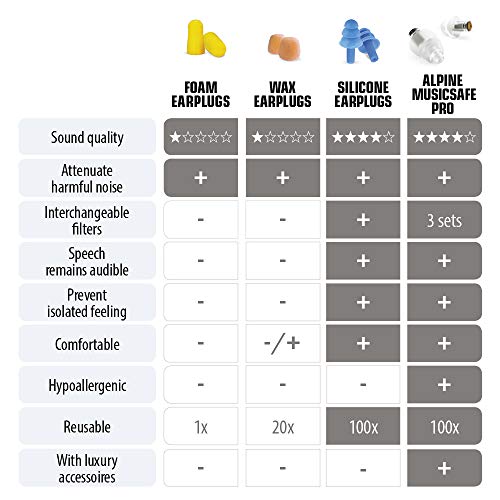 FOAM EARPLUGS
WAX EARPLUGS
SILICONE EARPLUGS
ALPINE MUSICSAFE PRO
Sound quality ★☆☆☆☆ ★☆☆☆☆ ★★★★☆ ★★★★☆
Attenuate harmful noise + + + +
Interchangeable filters - - + 3 sets
Speech remains audible - - + +
Prevent isolated feeling - - + +
Comfortable - -/+ + +
Hypoallergenic - - - +
Reusable 1x 20x 100x 100x
With luxury accessoires - - - +